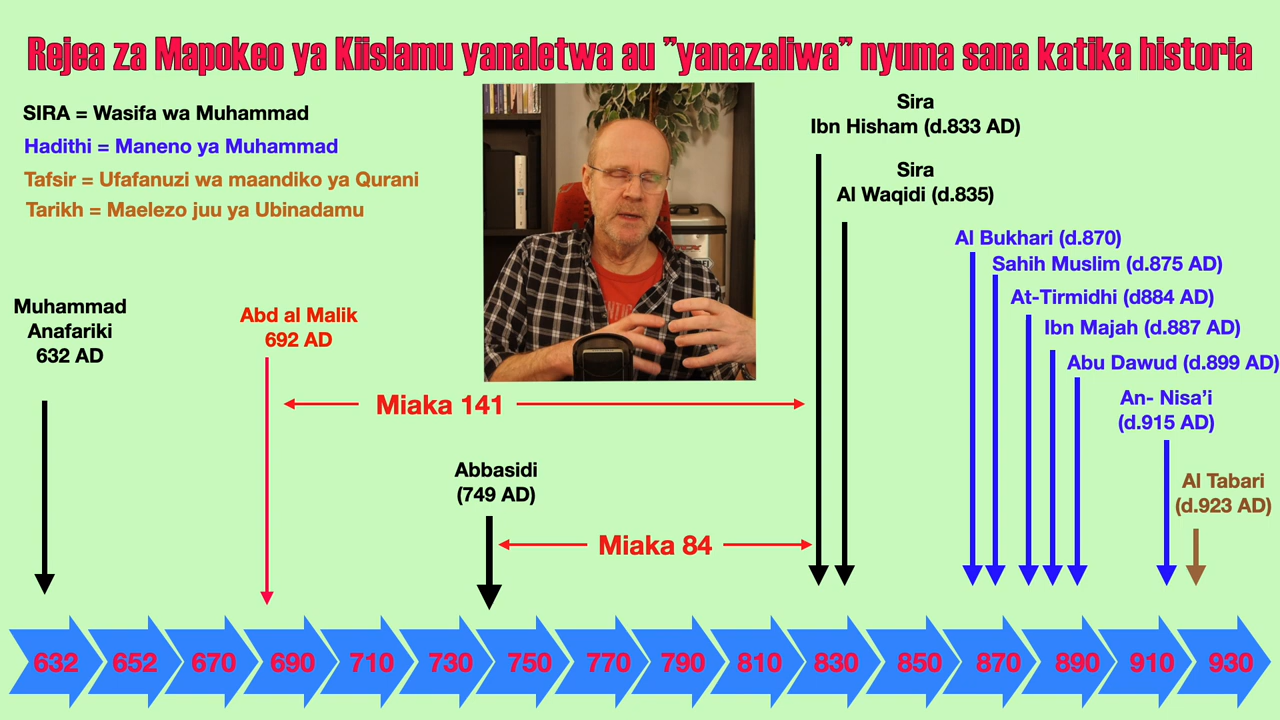 Rejea za Mapokeo ya Kiislamu yanaletwa au ”yanazaliwa” nyuma sana katika historia
SIRA = Wasifa wa Muhammad
Hadithi = Maneno ya Muhammad
Tafsir = Ufafanuzi wa maandiko ya Qurani
Tarikh = Maelezo juu ya Ubinadamu
Sira
Ibn Hisham (d.833 AD)
Sira
Al Waqidi (d.835)
Al Bukhari (d.870)
Sahih Muslim (d.875 AD)
At-Tirmidhi (d884 AD)
Ibn Majah (d.887 AD)
Abu Dawud (d.899 AD)
An- Nisa’i
(d.915 AD)
Al Tabari
(d.923 AD)
Muhammad
Anafariki
632 AD
Abd al Malik
692 AD
Miaka 141
Abbasidi
(749 AD)
Miaka 84
632 652 670 690 710 730 750 770 790 810 830 850 870 890 910 930